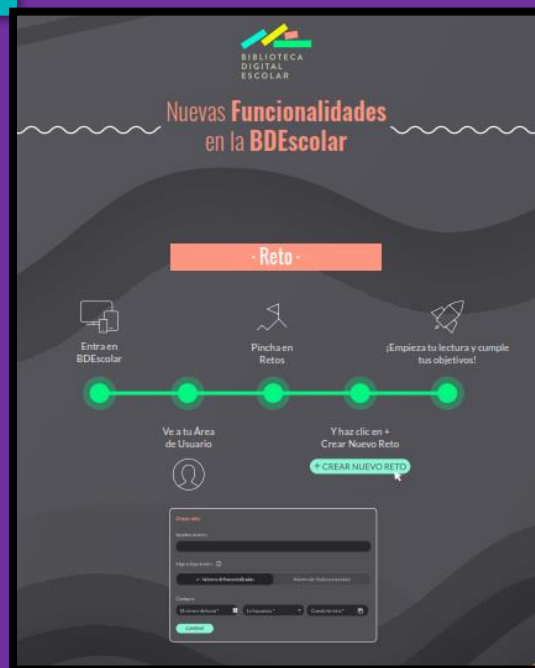 BIBLIOTECA
DIGITAL
ESCOLAR
Nuevas Funcionalidades
en la BDEscolar
· Reto ·
Entra en
BDEscolar
Pincha en
Retos
¡Empieza tu lectura y cumple
tus objetivos!
Ve a tu Área
de Usuario
Y haz clic en +
Crear Nuevo Reto
+ CREAR NUEVO RETO